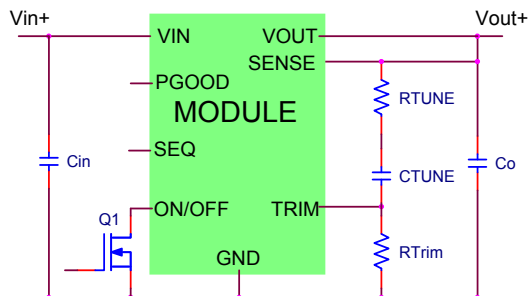 Vin+
Vout+
VIN
VOUT
SENSE
PGOOD
RTUNE
MODULE
SEQ
Cin
CTUNE
Co
Q1
ON/OFF
TRIM
RTrim
GND